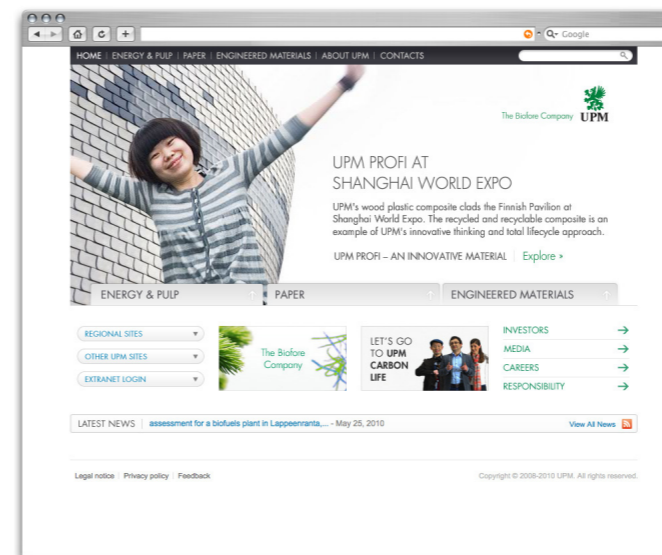 Google
HOME | ENERGY & PULP | PAPER | ENGINEERED MATERIALS | ABOUT UPM | CONTACTS
The Biofore Company UPM
UPM PROFI AT
SHANGHAI WORLD EXPO
UPM's wood plastic composite clads the Finnish Pavilion at
Shanghai World Expo. The recycled and recyclable composite is an
example of UPM's innovative thinking and total lifecycle approach.
UPM PROFI – AN INNOVATIVE MATERIAL | Explore »
ENERGY & PULP
PAPER
ENGINEERED MATERIALS
REGIONAL SITES
OTHER UPM SITES
EXTRANET LOGIN
The Biofore
Company
LET'S GO
TO UPM
CARBON
LIFE
INVESTORS
MEDIA
CAREERS
RESPONSIBILITY
LATEST NEWS | assessment for a biofuels plant in Lappeenranta,... - May 25, 2010
View All News
Legal notice | Privacy policy | Feedback
Copyright © 2008-2010 UPM. All rights reserved.